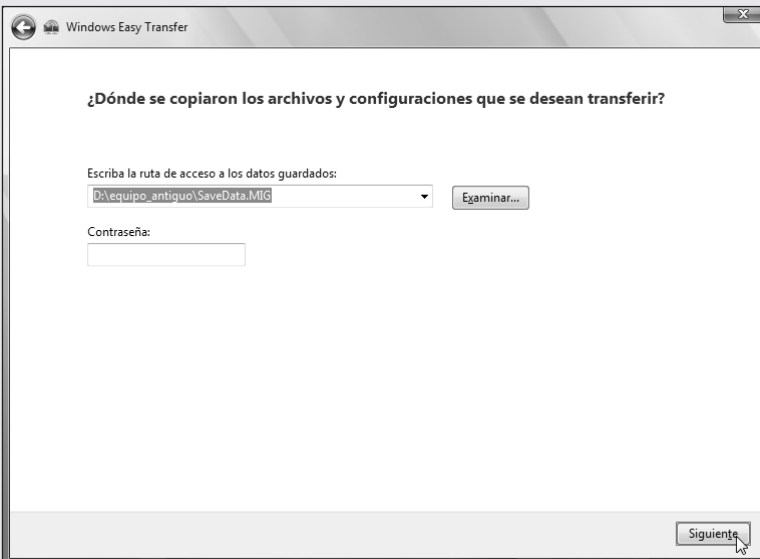 Windows Easy Transfer
¿Dónde se copiaron los archivos y configuraciones que se desean transferir?
Escriba la ruta de acceso a los datos guardados:
D:\equipo_antiguo\SaveData.MIG
Examinar...
Contraseña:
Siguiente